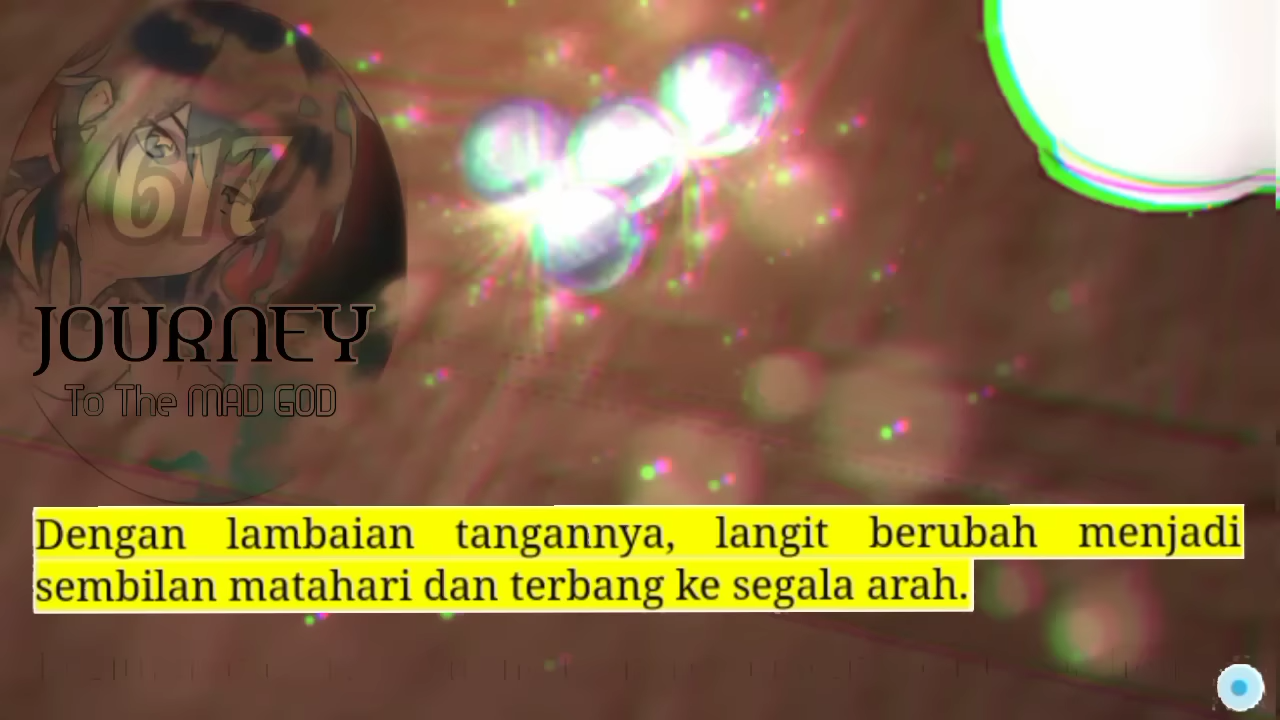 617
JOURNEY
To The MAD GOD
Dengan lambaian tangannya, langit berubah menjadi
sembilan matahari dan terbang ke segala arah.